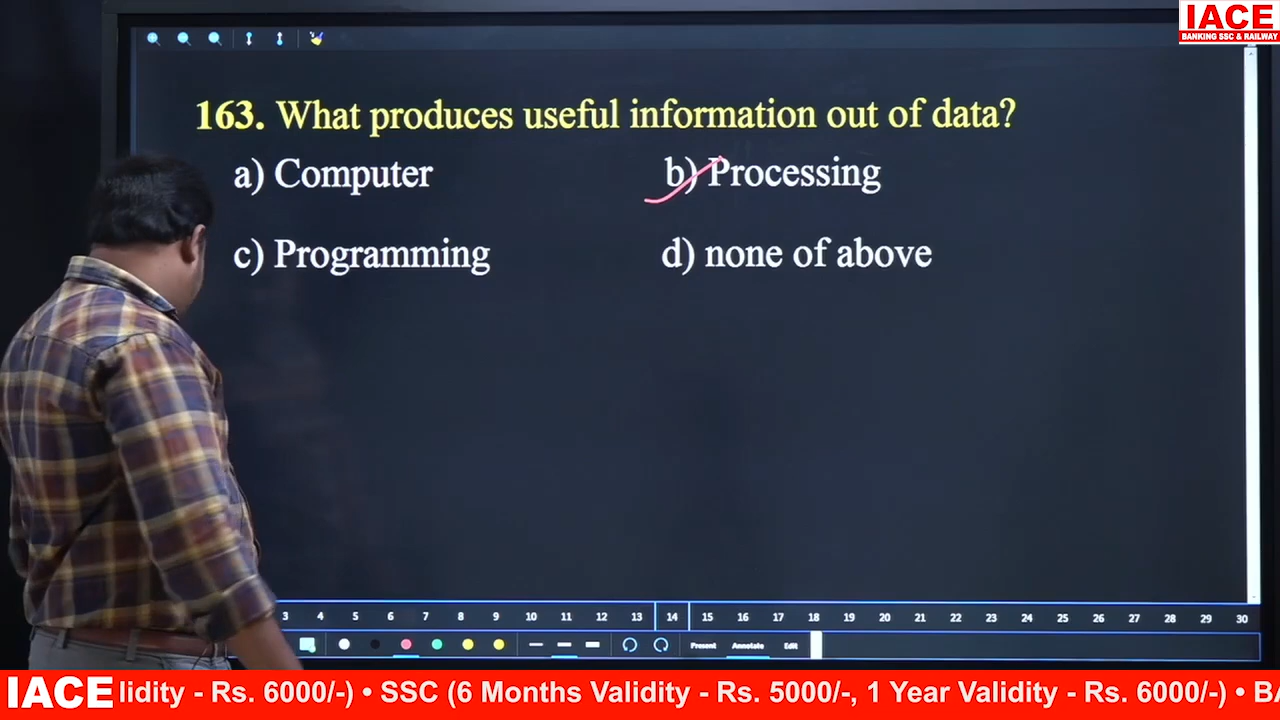 IACE
BANKING SSC & RAILWAY
163. What produces useful information out of data?
a) Computer
b) Processing
c) Programming
d) none of above
3 4 5 6 7 8 9 10 11 12 13 14 15 16 17 18 19 20 21 22 23 24 25 26 27 28 29 30
Present Annotate Edit
IACE lidity - Rs. 6000/-) • SSC (6 Months Validity - Rs. 5000/-, 1 Year Validity - Rs. 6000/-) • BA